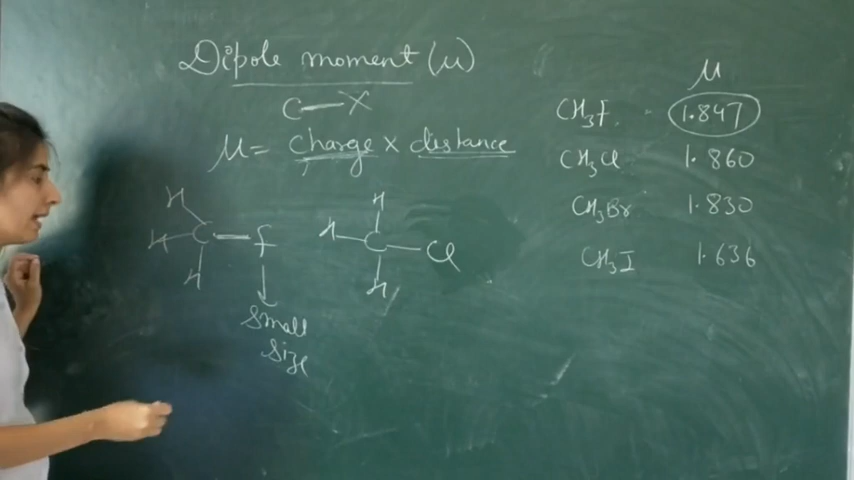 Dipole moment (μ)
C—X
μ = charge x distance
H
H C — F
H
↓
Small
Size
H
H — C — Cl
H
μ
CH3F. - 1.847
CH3Cl 1.860
CH3Br 1.830
CH3I 1.636